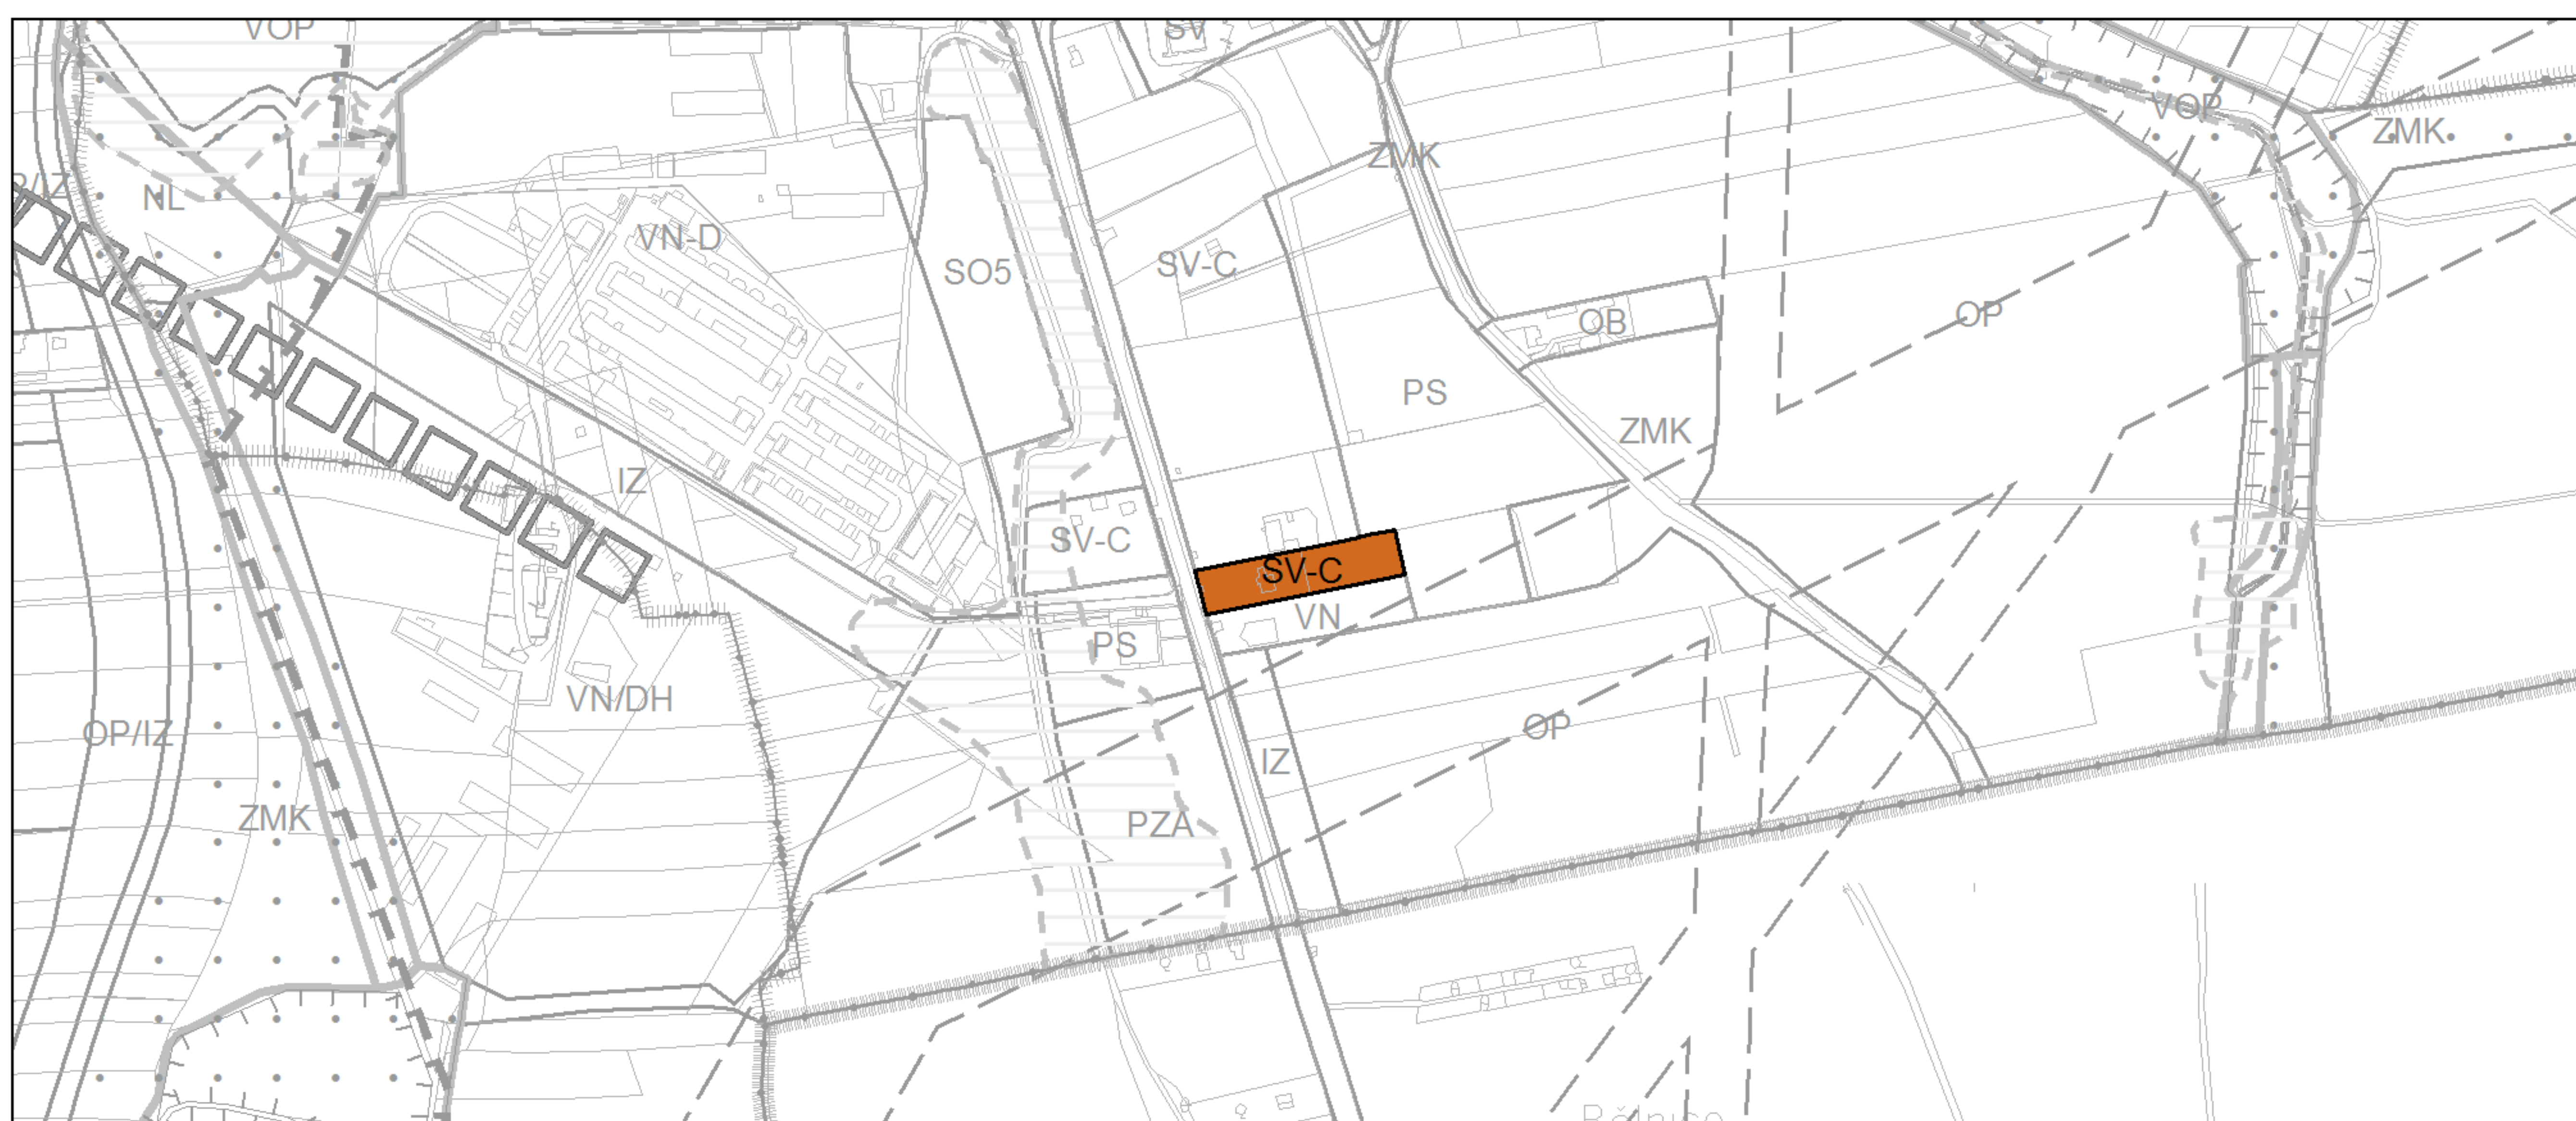 VOP
SV
VOP
ZMK
ZMK
NL
VN-D
SO5
SV-C
OP
OB
PS
ZMK
IZ
SV-C
SV-C
VN
PS
VN/DH
OP/IZ
OP
IZ
ZMK
PZA